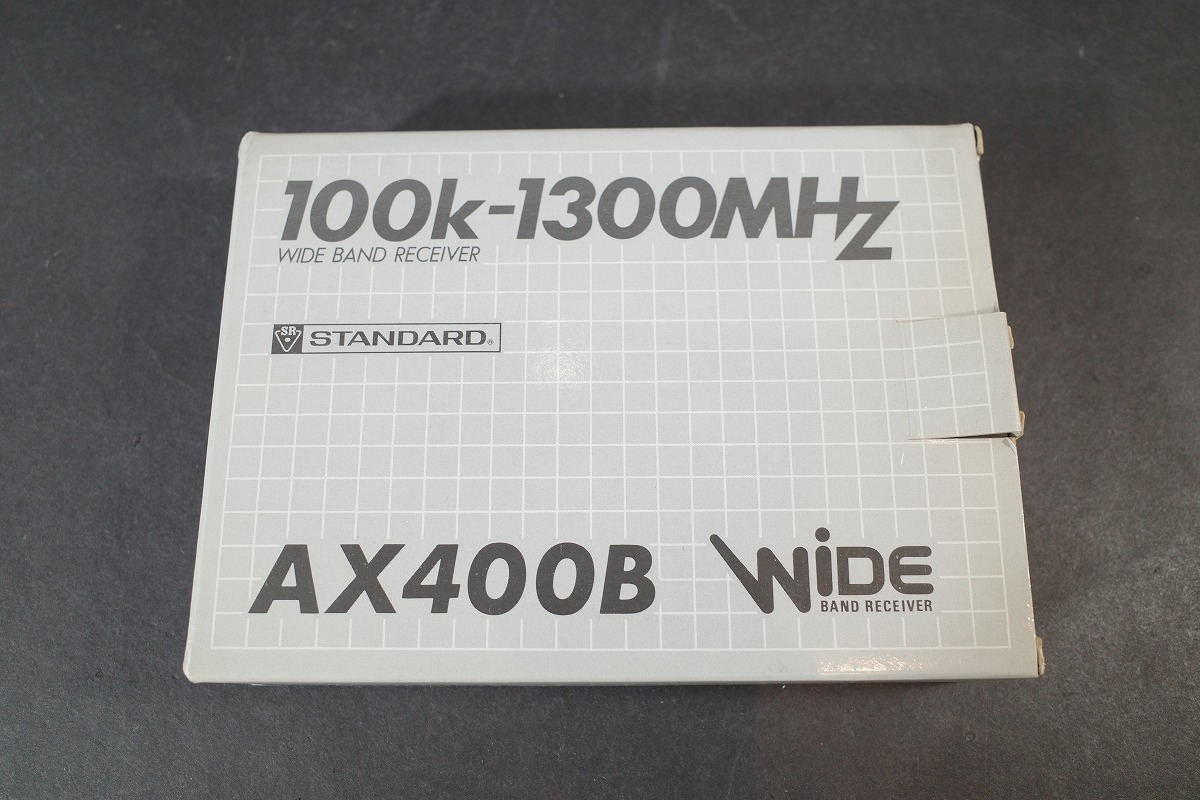 100k-1300MHz
WIDE BAND RECEIVER
SR STANDARD®
AX400B
WiDE
BAND RECEIVER